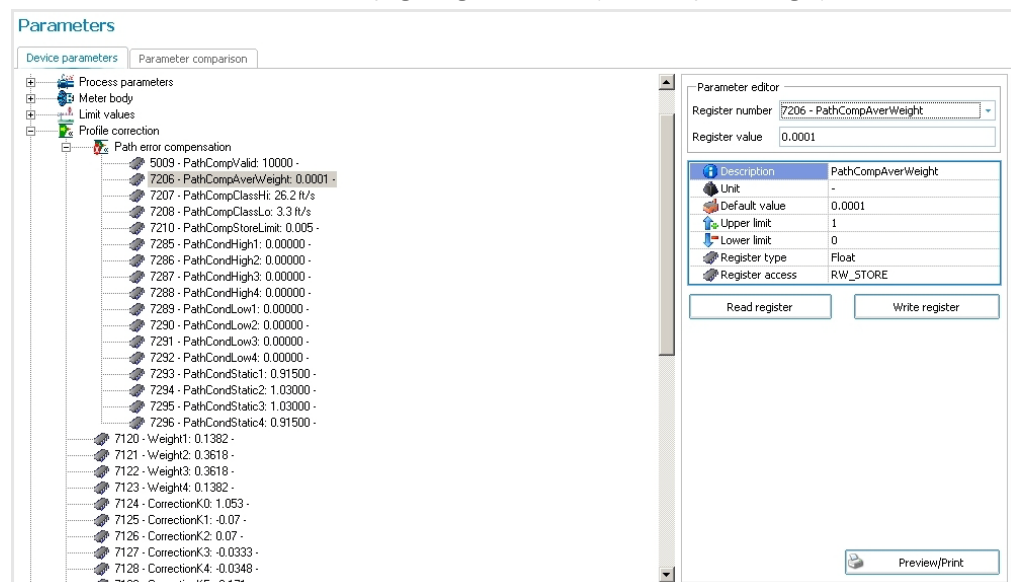 Parameters
Device parameters Parameter comparison
Process parameters
Meter body
Limit values
Profile correction
Path error compensation
5009 - PathCompValid: 10000 -
7206 - PathCompAverWeight: 0.0001 -
7207 - PathCompClassHi: 26.2 ft/s
7208 - PathCompClassLo: 3.3 ft/s
7210 - PathCompStoreLimit: 0.005 -
7285 - PathCondHigh1: 0.00000 -
7286 - PathCondHigh2: 0.00000 -
7287 - PathCondHigh3: 0.00000 -
7288 - PathCondHigh4: 0.00000 -
7289 - PathCondLow1: 0.00000 -
7290 - PathCondLow2: 0.00000 -
7291 - PathCondLow3: 0.00000 -
7292 - PathCondLow4: 0.00000 -
7293 - PathCondStatic1: 0.91500 -
7294 - PathCondStatic2: 1.03000 -
7295 - PathCondStatic3: 1.03000 -
7296 - PathCondStatic4: 0.91500 -
7120 - Weight1: 0.1382 -
7121 - Weight2: 0.3618 -
7122 - Weight3: 0.3618 -
7123 - Weight4: 0.1382 -
7124 - CorrectionK0: 1.053 -
7125 - CorrectionK1: -0.07 -
7126 - CorrectionK2: 0.07 -
7127 - CorrectionK3: -0.0333 -
7128 - CorrectionK4: -0.0348 -
Parameter editor
Register number 7206 - PathCompAverWeight
Register value 0.0001
Description PathCompAverWeight
Unit -
Default value 0.0001
Upper limit 1
Lower limit 0
Register type Float
Register access RW_STORE
Read register Write register
Preview/Print